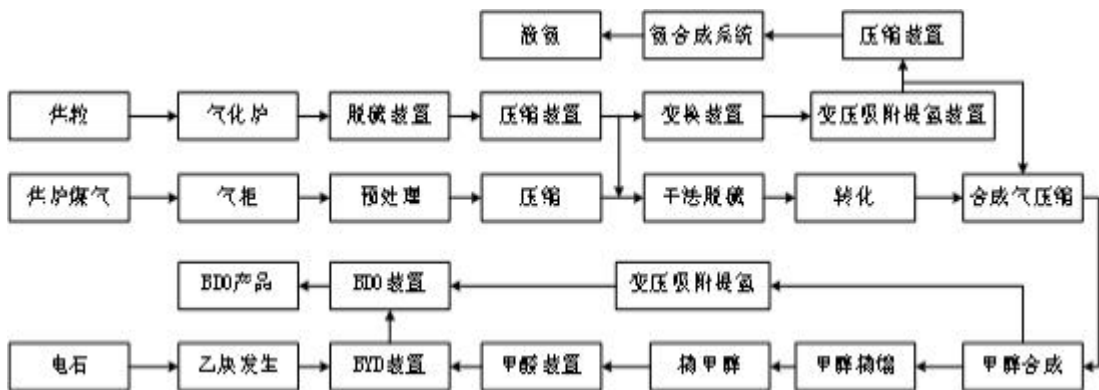 液氨
氨合成系统
压缩装置
焦粒
气化炉
脱硫装置
压缩装置
变换装置
变压吸附提氢装置
焦炉煤气
气柜
预处理
压缩
干法脱硫
转化
合成气压缩
BDO产品
BDO装置
变压吸附提氢
电石
乙炔发生
BYD装置
甲醛装置
精甲醇
甲醇精馏
甲醇合成